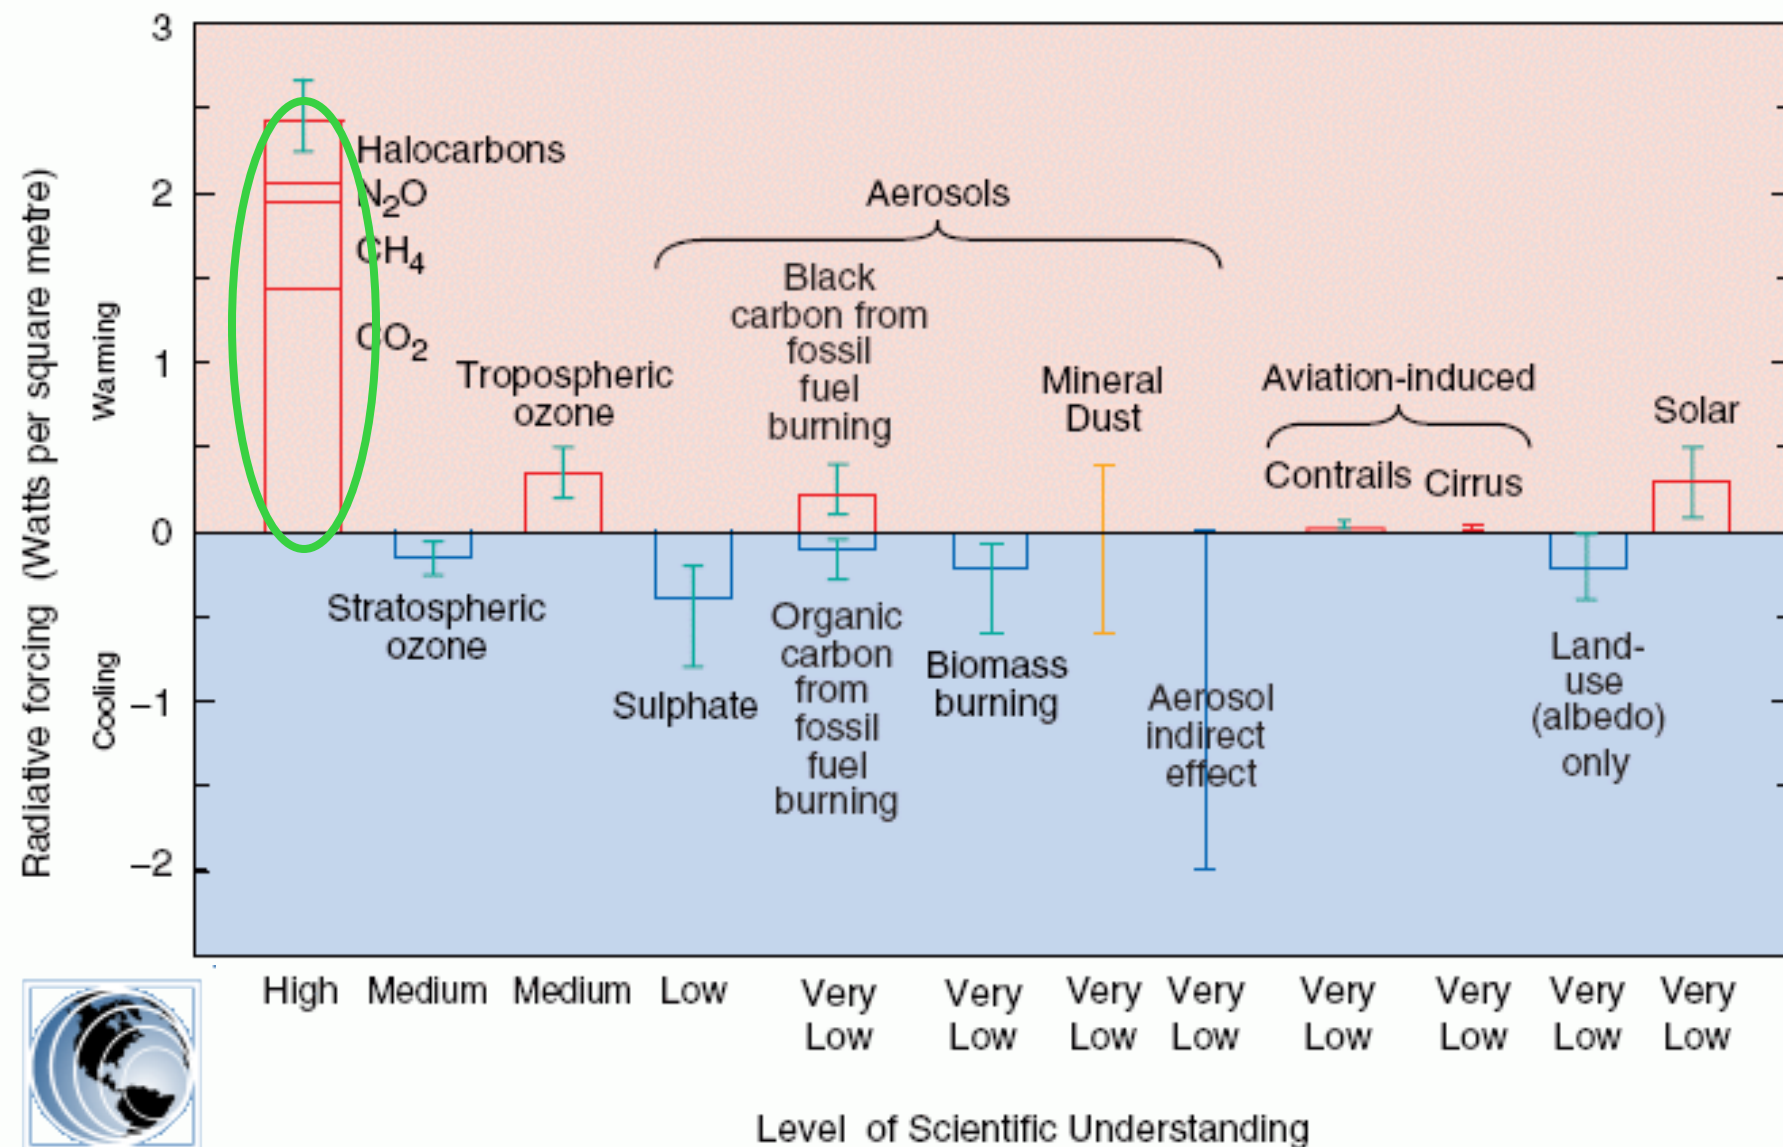 3
2
1
0
–1
–2
Radiative forcing (Watts per square metre)
Warming
Cooling
Halocarbons
N2O
CH4
CO2
Tropospheric
ozone
Stratospheric
ozone
Aerosols
Sulphate
Black
carbon from
fossil
fuel
burning
Organic
carbon
from
fossil
fuel
burning
Biomass
burning
Mineral
Dust
Aerosol
indirect
effect
Aviation-induced
Contrails
Cirrus
Land-
use
(albedo)
only
Solar
High Medium Medium Low Very Very Very Very Very Very Very Very
Low Low Low Low Low Low Low Low
Level of Scientific Understanding